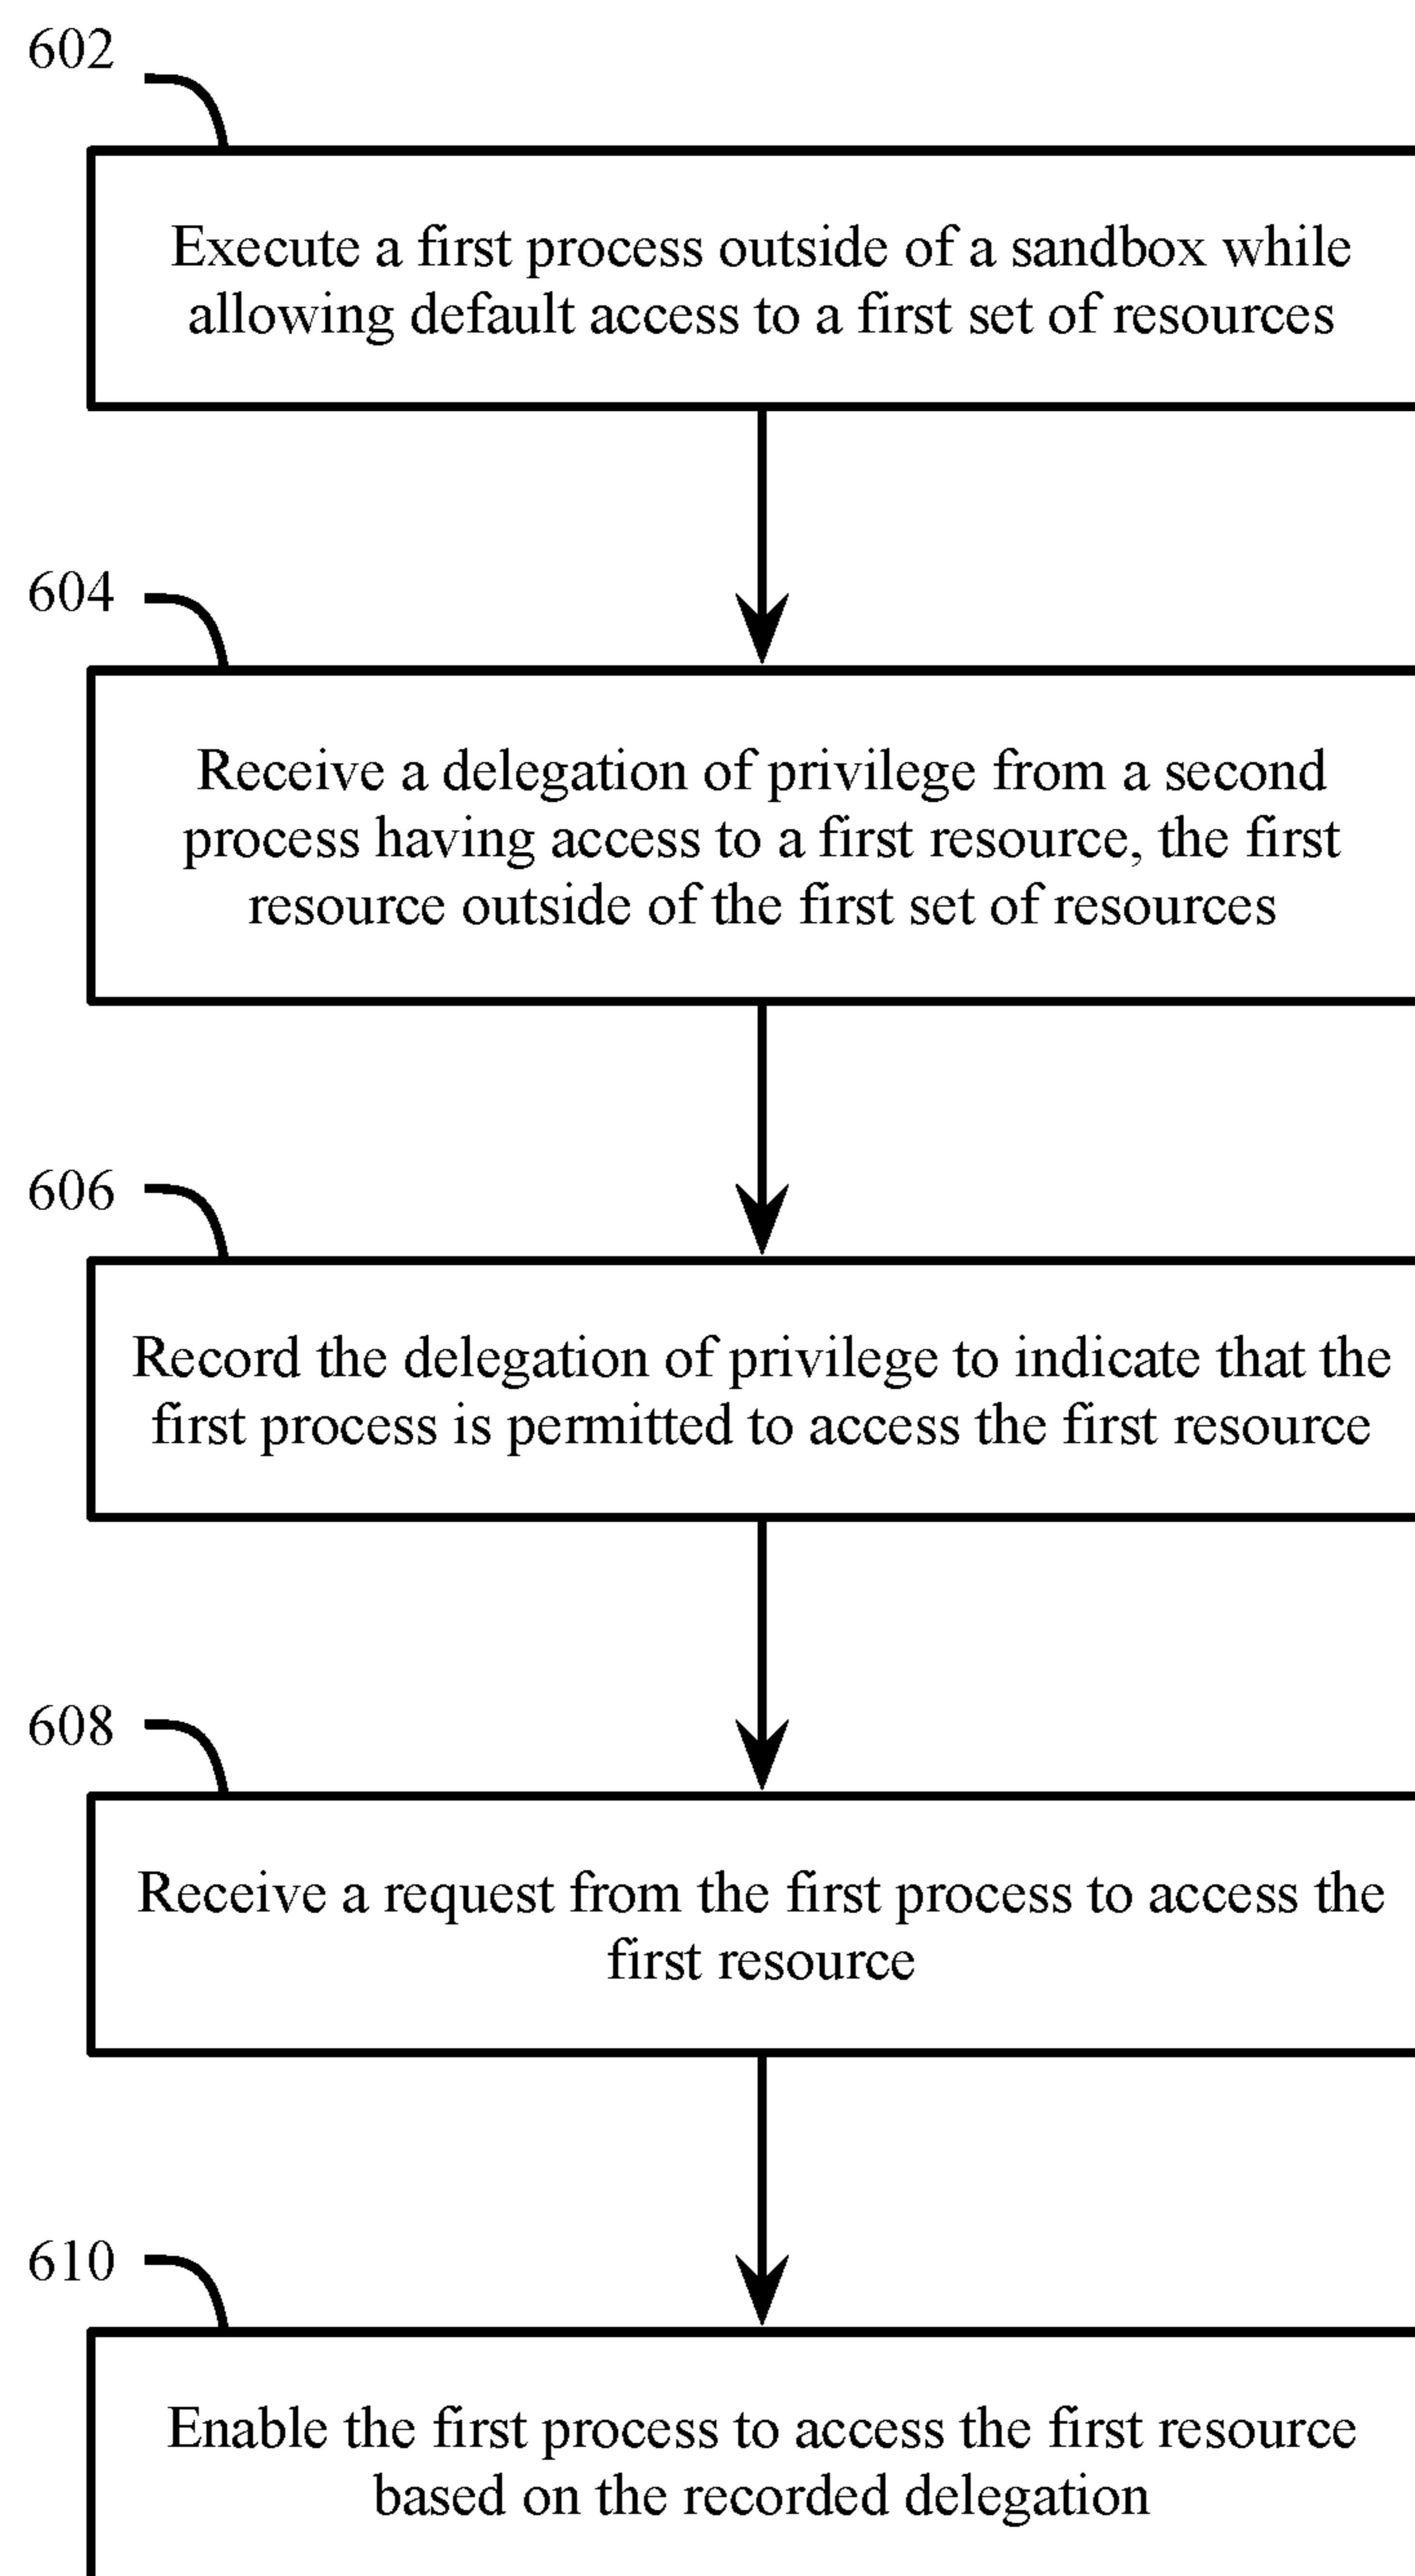 602
Execute a first process outside of a sandbox while
allowing default access to a first set of resources
604
Receive a delegation of privilege from a second
process having access to a first resource, the first
resource outside of the first set of resources
606
Record the delegation of privilege to indicate that the
first process is permitted to access the first resource
608
Receive a request from the first process to access the
first resource
610
Enable the first process to access the first resource
based on the recorded delegation